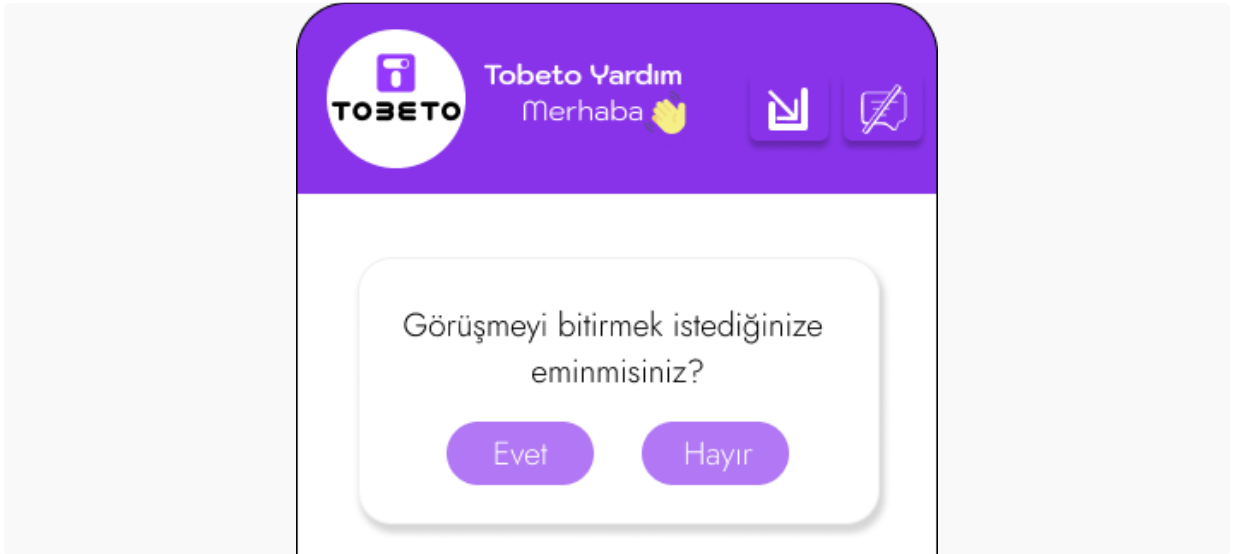 TOBETO
Tobeto Yardım
Merhaba 👋
Görüşmeyi bitirmek istediğinize
eminmisiniz?
Evet
Hayır